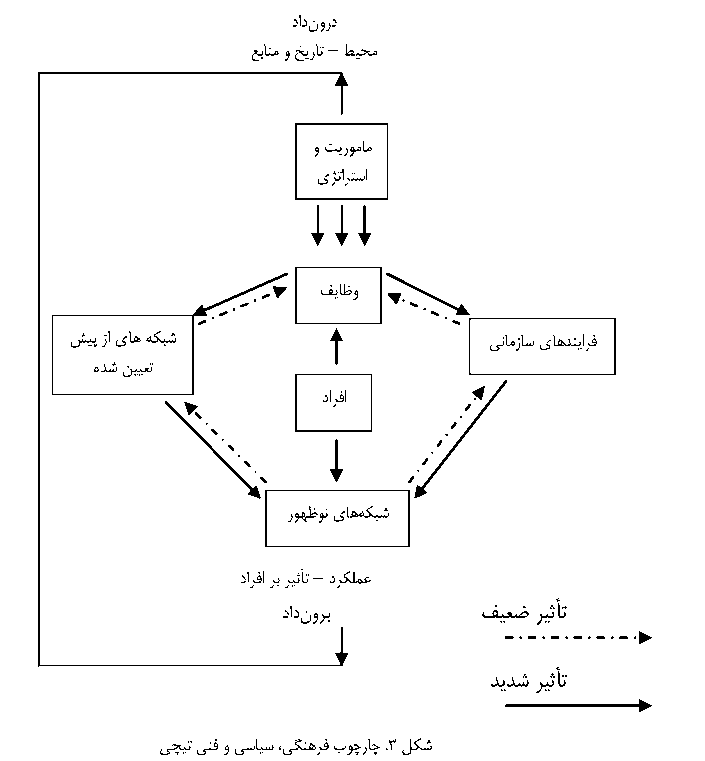 درون‌داد
محیط – تاریخ و منابع
ماموریت و
استراتژی
وظایف
شبکه های از پیش
تعیین شده
فرایندهای سازمانی
افراد
شبکه‌های نوظهور
عملکرد – تأثیر بر افراد
برون‌داد
تأثیر ضعیف
تأثیر شدید
شکل ۳. چارچوب فرهنگی، سیاسی و فنی تیچی